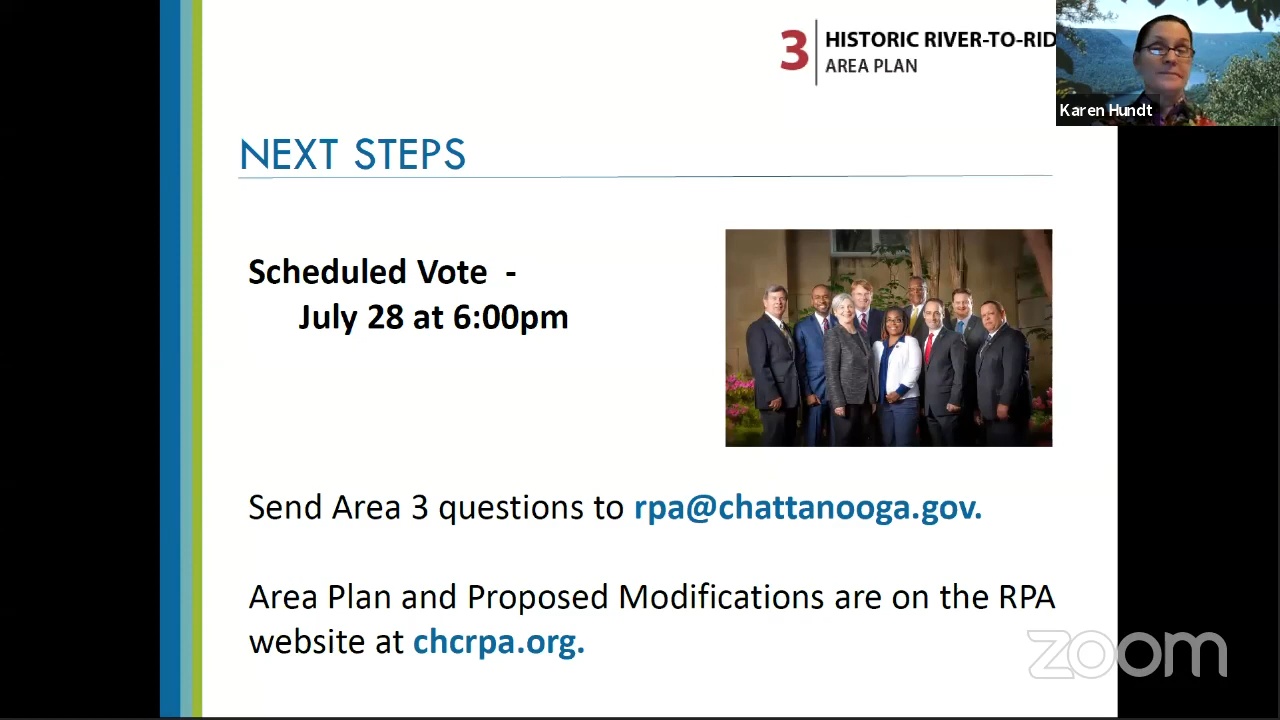 3
HISTORIC RIVER-TO-RID
AREA PLAN
Karen Hundt
NEXT STEPS
Scheduled Vote -
July 28 at 6:00pm
Send Area 3 questions to rpa@chattanooga.gov.
Area Plan and Proposed Modifications are on the RPA
website at chcrpa.org.
zoom